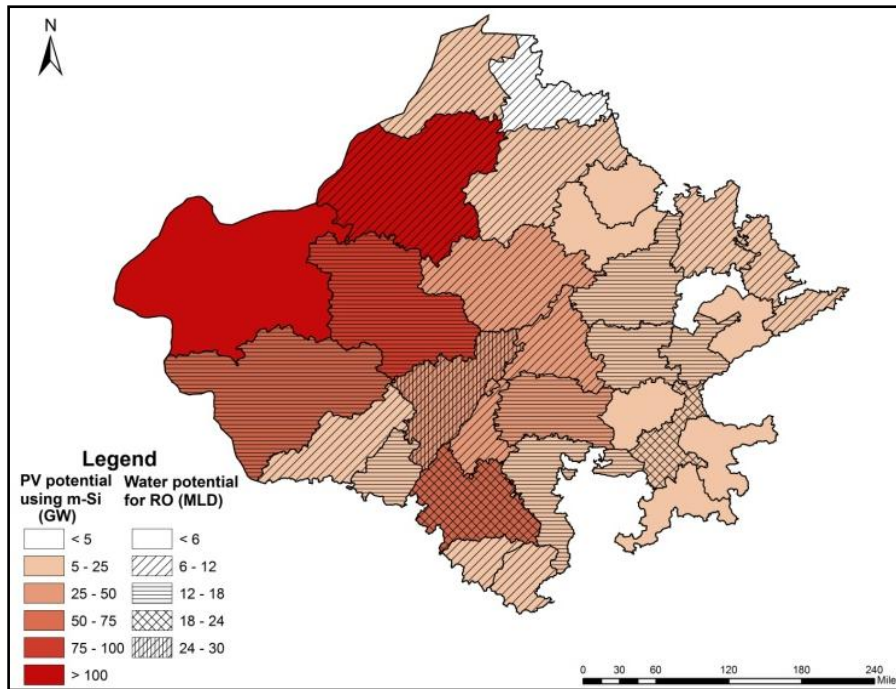 N
Legend
PV potential
using m-Si
(GW)
Water potential
for RO (MLD)
< 5
5 - 25
25 - 50
50 - 75
75 - 100
> 100
< 6
6 - 12
12 - 18
18 - 24
24 - 30
0 30 60 120 180 240
Mile